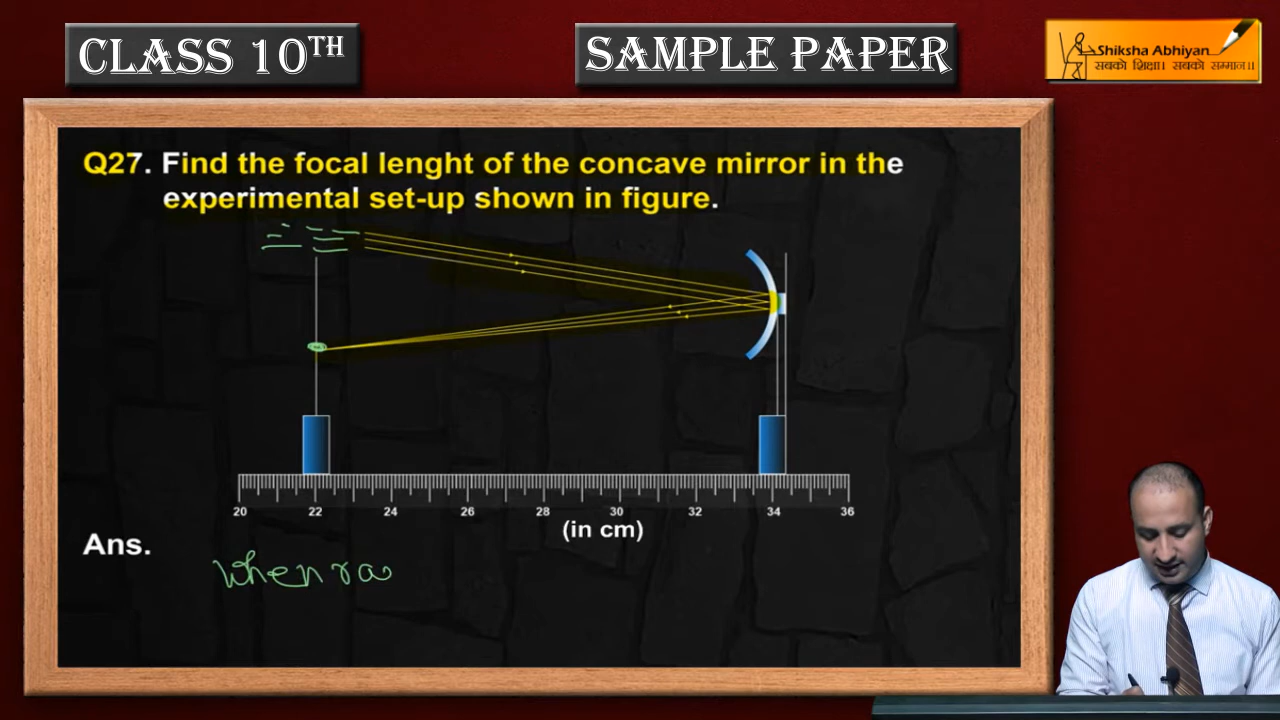 CLASS 10TH
SAMPLE PAPER
Shiksha Abhiyan
सबको शिक्षा। सबको सम्मान।।
Q27. Find the focal lenght of the concave mirror in the
experimental set-up shown in figure.
20 22 24 26 28 30 32 34 36
(in cm)
Ans.
When ra